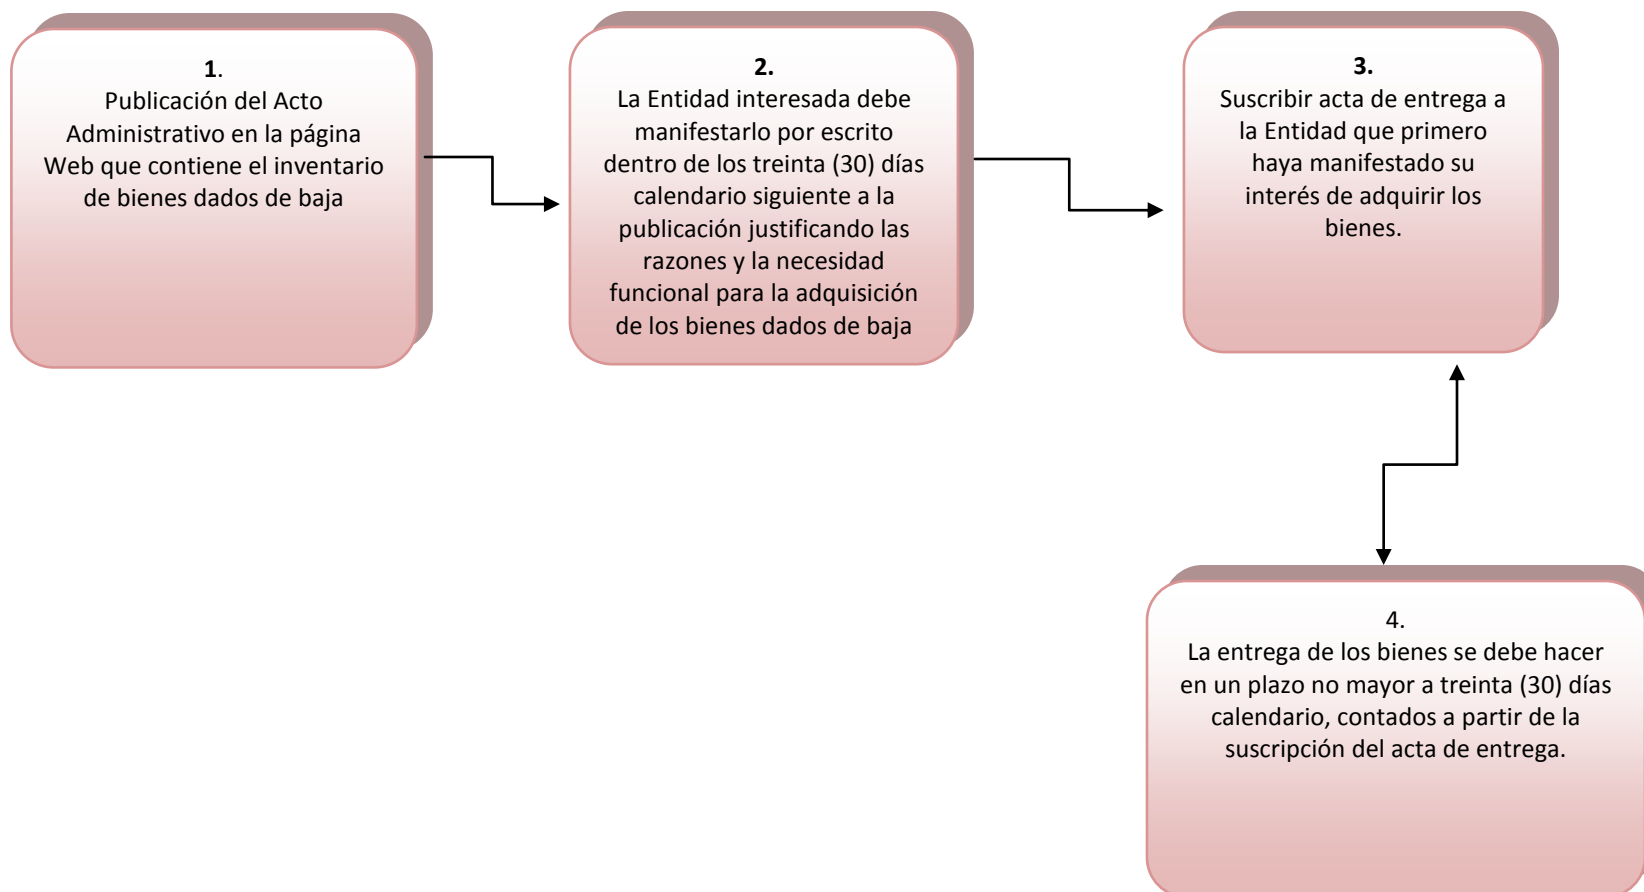 1.
Publicación del Acto
Administrativo en la página
Web que contiene el inventario
de bienes dados de baja
2.
La Entidad interesada debe
manifestarlo por escrito
dentro de los treinta (30) días
calendario siguiente a la
publicación justificando las
razones y la necesidad
funcional para la adquisición
de los bienes dados de baja
3.
Suscribir acta de entrega a
la Entidad que primero
haya manifestado su
interés de adquirir los
bienes.
4.
La entrega de los bienes se debe hacer
en un plazo no mayor a treinta (30) días
calendario, contados a partir de la
suscripción del acta de entrega.